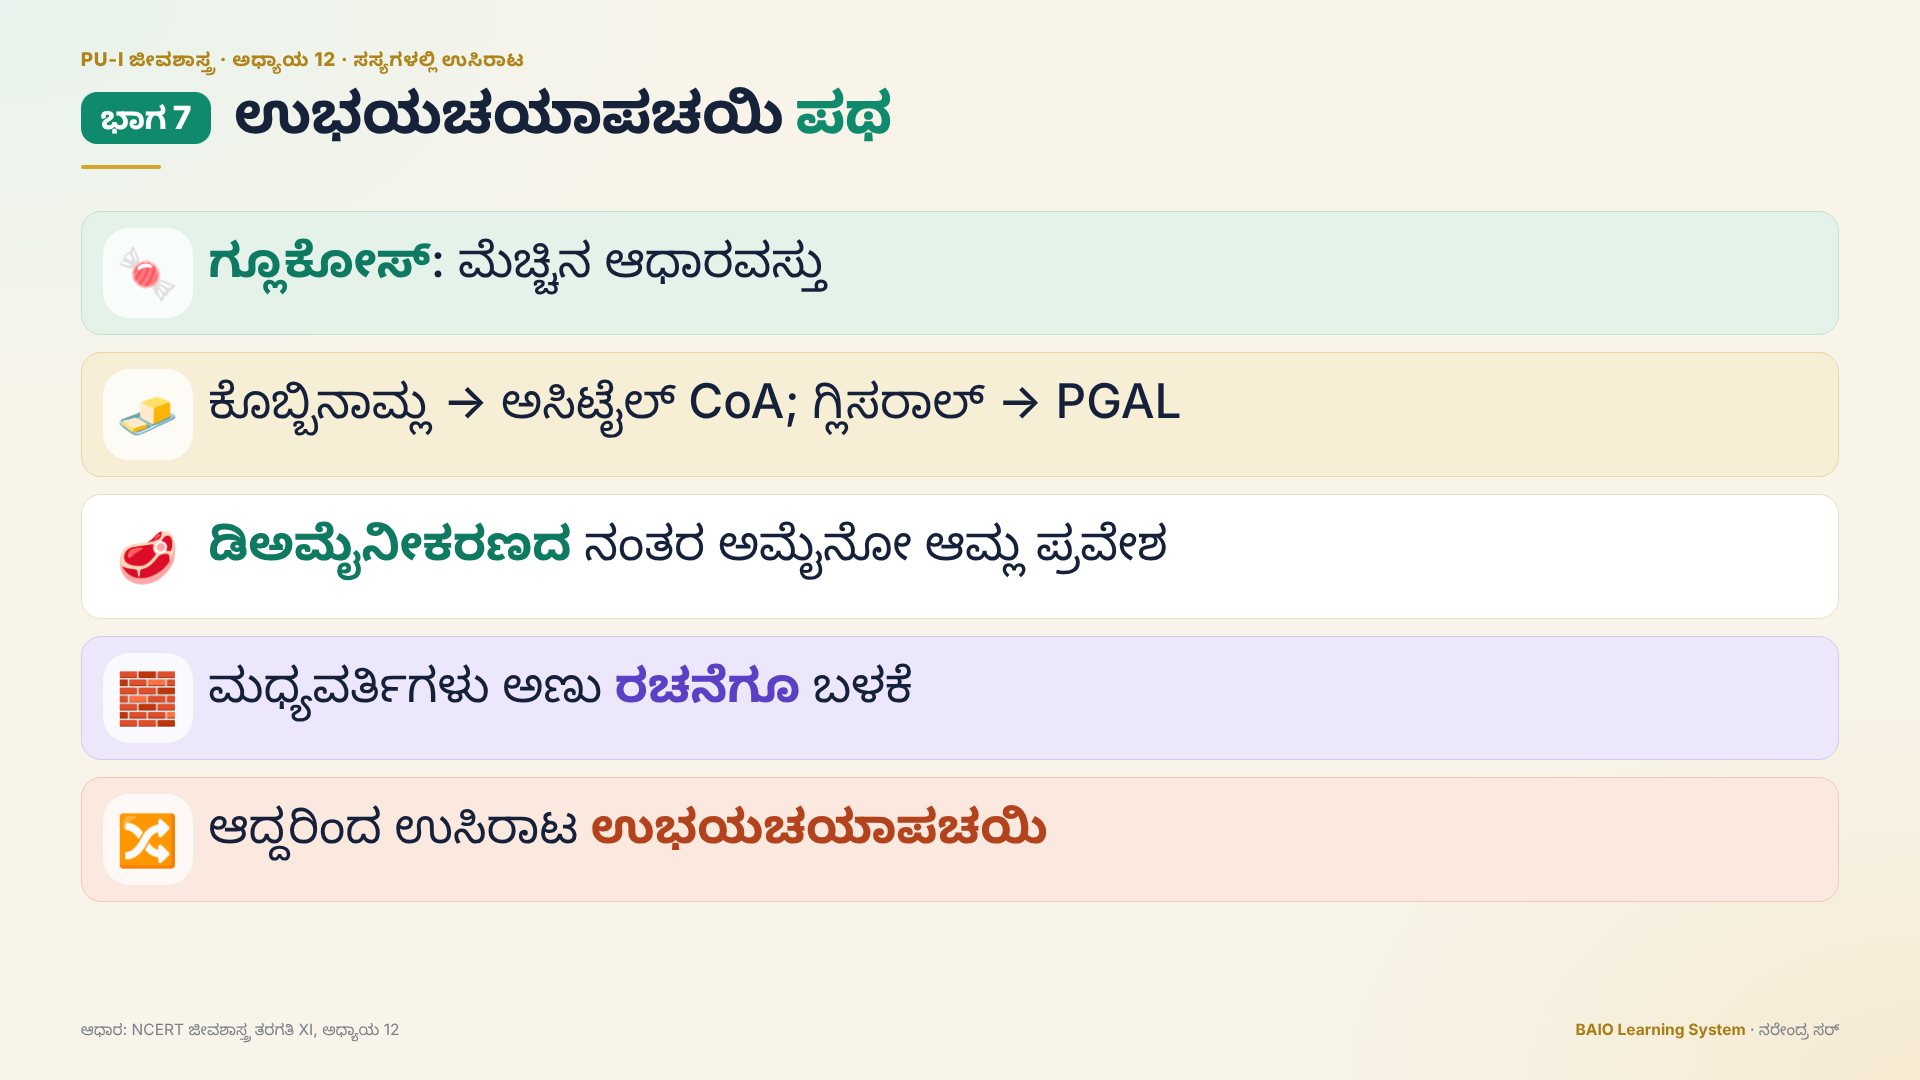 PU-I ಜೀವಶಾಸ್ತ್ರ · ಅಧ್ಯಾಯ 12 · ಸಸ್ಯಗಳಲ್ಲಿ ಉಸಿರಾಟ
ಭಾಗ 7 ಉಭಯಚಯಾಪಚಯಿ ಪಥ
ಗ್ಲೂಕೋಸ್: ಮೆಚ್ಚಿನ ಆಧಾರವಸ್ತು
ಕೊಬ್ಬಿನಾಮ್ಲ → ಅಸಿಟೈಲ್ CoA; ಗ್ಲಿಸರಾಲ್ → PGAL
ಡಿಅಮೈನೀಕರಣದ ನಂತರ ಅಮೈನೋ ಆಮ್ಲ ಪ್ರವೇಶ
ಮಧ್ಯವರ್ತಿಗಳು ಅಣು ರಚನೆಗೂ ಬಳಕೆ
ಆದ್ದರಿಂದ ಉಸಿರಾಟ ಉಭಯಚಯಾಪಚಯಿ
ಆಧಾರ: NCERT ಜೀವಶಾಸ್ತ್ರ ತರಗತಿ XI, ಅಧ್ಯಾಯ 12
BAIO Learning System · ನರೇಂದ್ರ ಸರ್